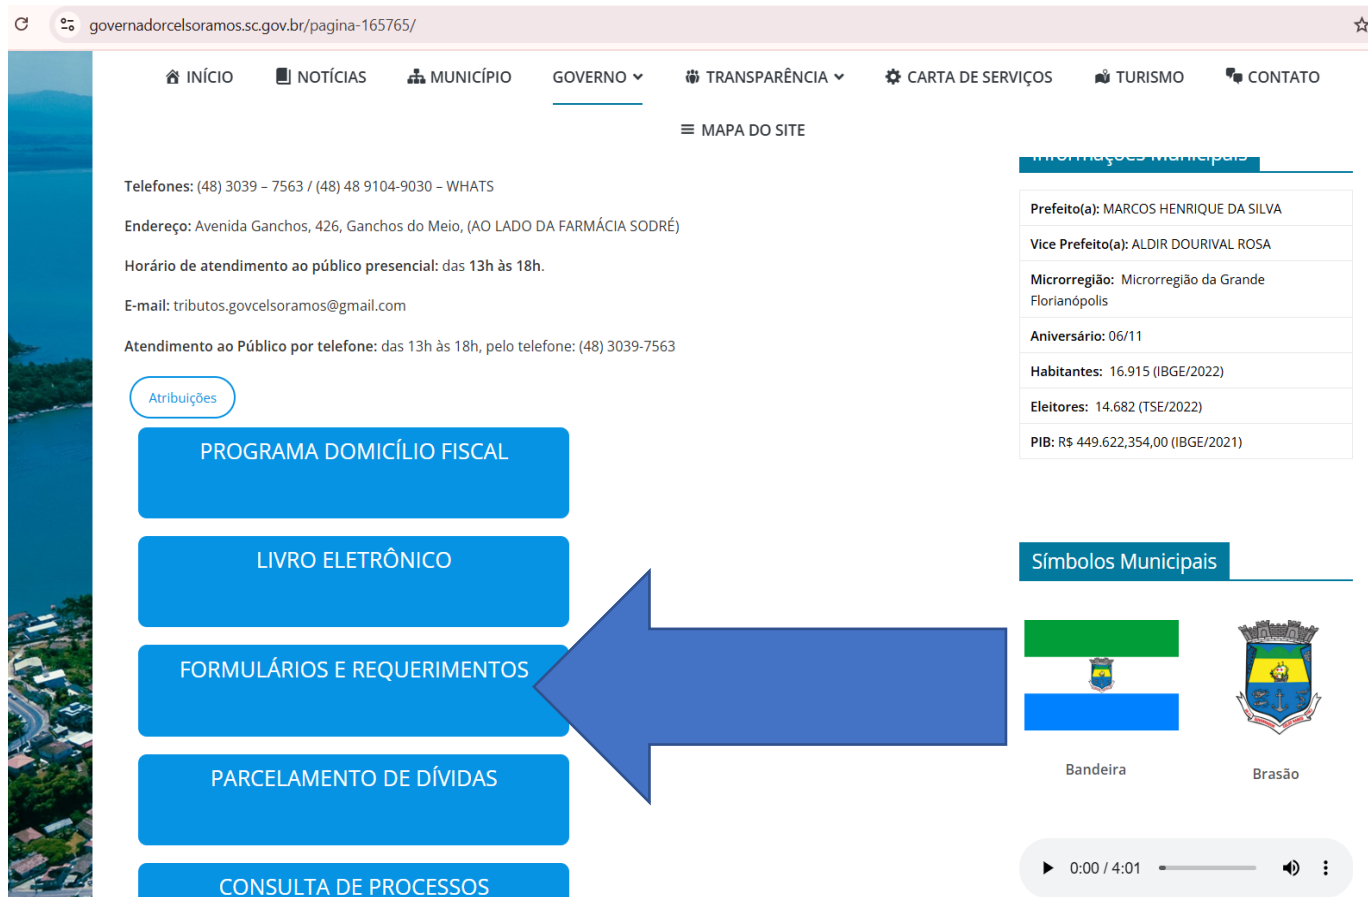 governadorcelsoramos.sc.gov.br/pagina-165765/
INÍCIO NOTÍCIAS MUNICÍPIO GOVERNO TRANSPARÊNCIA CARTA DE SERVIÇOS TURISMO CONTATO
MAPA DO SITE
Telefones: (48) 3039 – 7563 / (48) 48 9104-9030 – WHATS
Endereço: Avenida Ganchos, 426, Ganchos do Meio, (AO LADO DA FARMÁCIA SODRÉ)
Horário de atendimento ao público presencial: das 13h às 18h.
E-mail: tributos.govcelsoramos@gmail.com
Atendimento ao Público por telefone: das 13h às 18h, pelo telefone: (48) 3039-7563
Atribuições
PROGRAMA DOMICÍLIO FISCAL
LIVRO ELETRÔNICO
FORMULÁRIOS E REQUERIMENTOS
PARCELAMENTO DE DÍVIDAS
CONSULTA DE PROCESSOS
Informações Municipais
Prefeito(a): MARCOS HENRIQUE DA SILVA
Vice Prefeito(a): ALDIR DOURIVAL ROSA
Microrregião: Microrregião da Grande
Florianópolis
Aniversário: 06/11
Habitantes: 16.915 (IBGE/2022)
Eleitores: 14.682 (TSE/2022)
PIB: R$ 449.622,354,00 (IBGE/2021)
Símbolos Municipais
Bandeira
Brasão
0:00 / 4:01